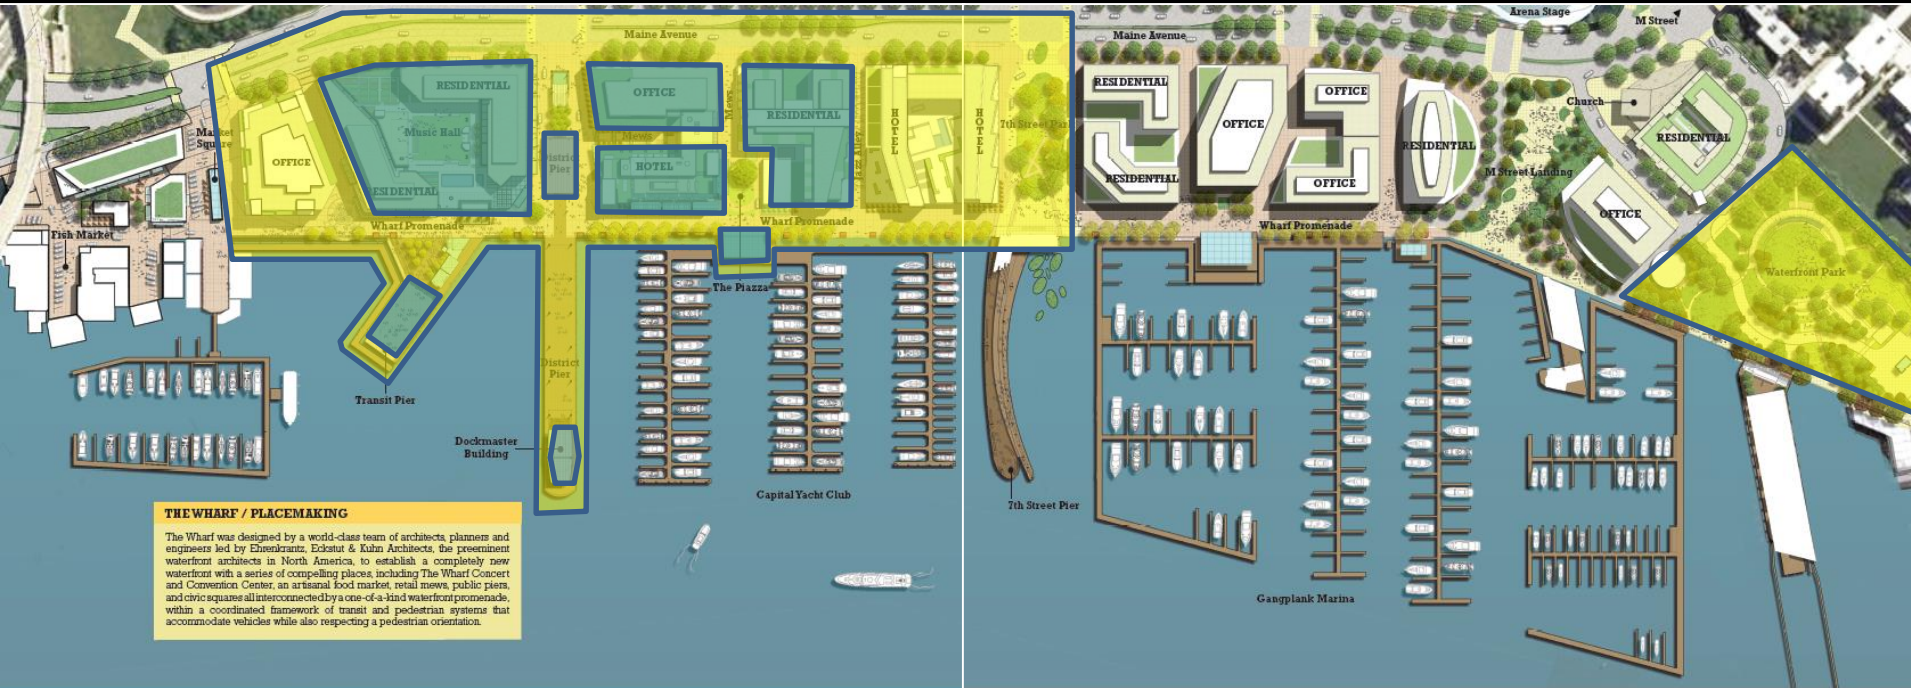 Arena Stage
M Street
Maine Avenue
Maine Avenue
RESIDENTIAL
OFFICE
RESIDENTIAL
OFFICE
Church
RESIDENTIAL
HOTEL
HOTEL
7th Street Park
OFFICE
Market
Square
Music Hall
Mews
Mews
RESIDENTIAL
RESIDENTIAL
OFFICE
District
Pier
HOTEL
Jazz Alley
M Street Landing
RESIDENTIAL
RESIDENTIAL
OFFICE
OFFICE
Wharf Promenade
Wharf Promenade
Wharf Promenade
Fish Market
Waterfront Park
The Piazza
District
Pier
Transit Pier
Dockmaster
Building
Capital Yacht Club
7th Street Pier
THE WHARF / PLACEMAKING
The Wharf was designed by a world-class team of architects, planners and
engineers led by Ehrenkrantz, Eckstut & Kuhn Architects, the preeminent
waterfront architects in North America, to establish a completely new
waterfront with a series of compelling places, including The Wharf Concert
and Convention Center, an artisanal food market, retail mews, public piers,
and civic squares all interconnected by a one-of-a-kind waterfront promenade,
within a coordinated framework of transit and pedestrian systems that
accommodate vehicles while also respecting a pedestrian orientation.
Gangplank Marina